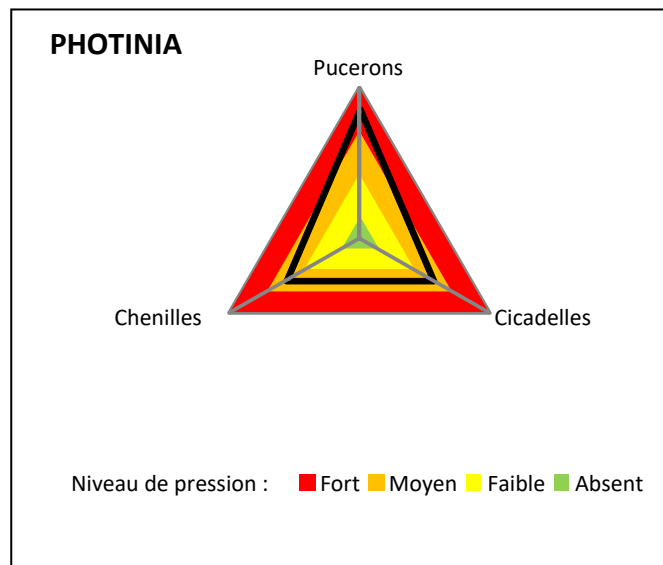 PHOTINIA
Pucerons
Chenilles
Cicadelles
Niveau de pression : Fort Moyen Faible Absent